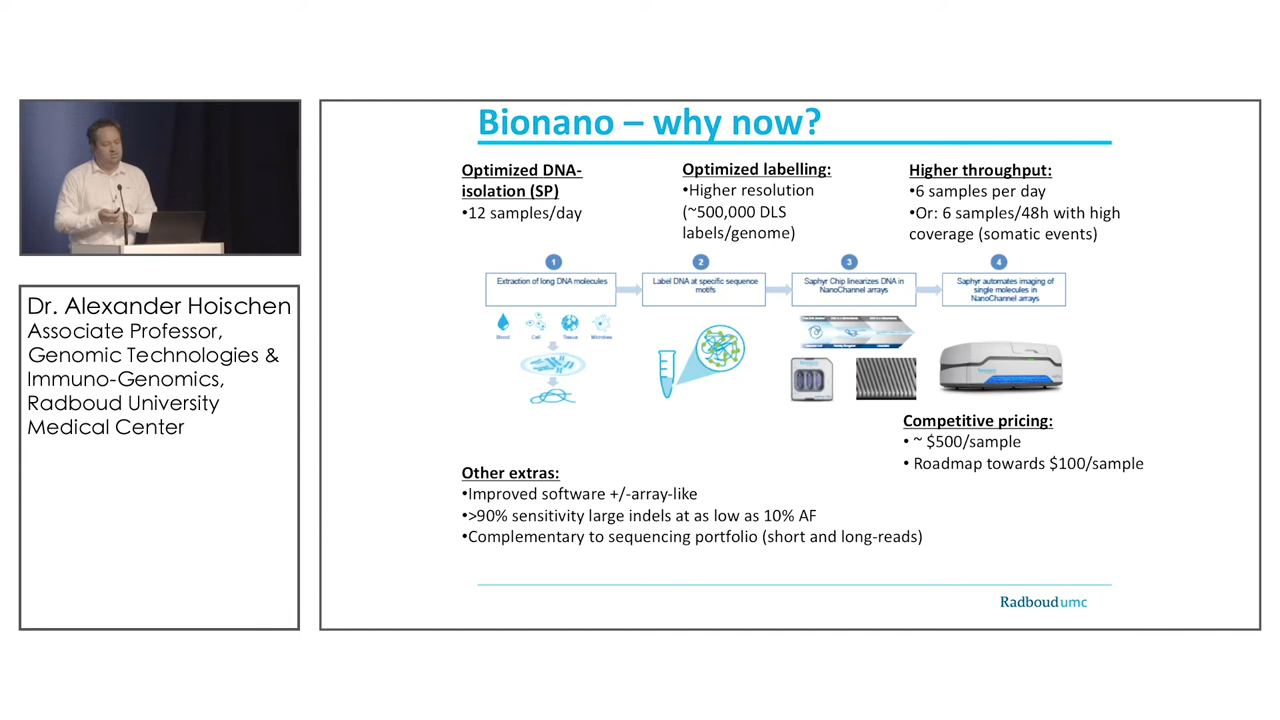 Bionano – why now?
Optimized DNA-
isolation (SP)
•12 samples/day
Optimized labelling:
•Higher resolution
(~500,000 DLS
labels/genome)
Higher throughput:
•6 samples per day
•Or: 6 samples/48h with high
coverage (somatic events)
1
Extraction of long DNA molecules
Blood
Cell
Tissue
Microbes
2
Label DNA at specific sequence
motifs
3
Saphyr Chip linearizes DNA in
NanoChannel arrays
4
Saphyr automates imaging of
single molecules in
NanoChannel arrays
Competitive pricing:
• ~ $500/sample
• Roadmap towards $100/sample
Other extras:
•Improved software +/-array-like
•>90% sensitivity large indels at as low as 10% AF
•Complementary to sequencing portfolio (short and long-reads)
Radboudumc
Dr. Alexander Hoischen
Associate Professor,
Genomic Technologies &
Immuno-Genomics,
Radboud University
Medical Center